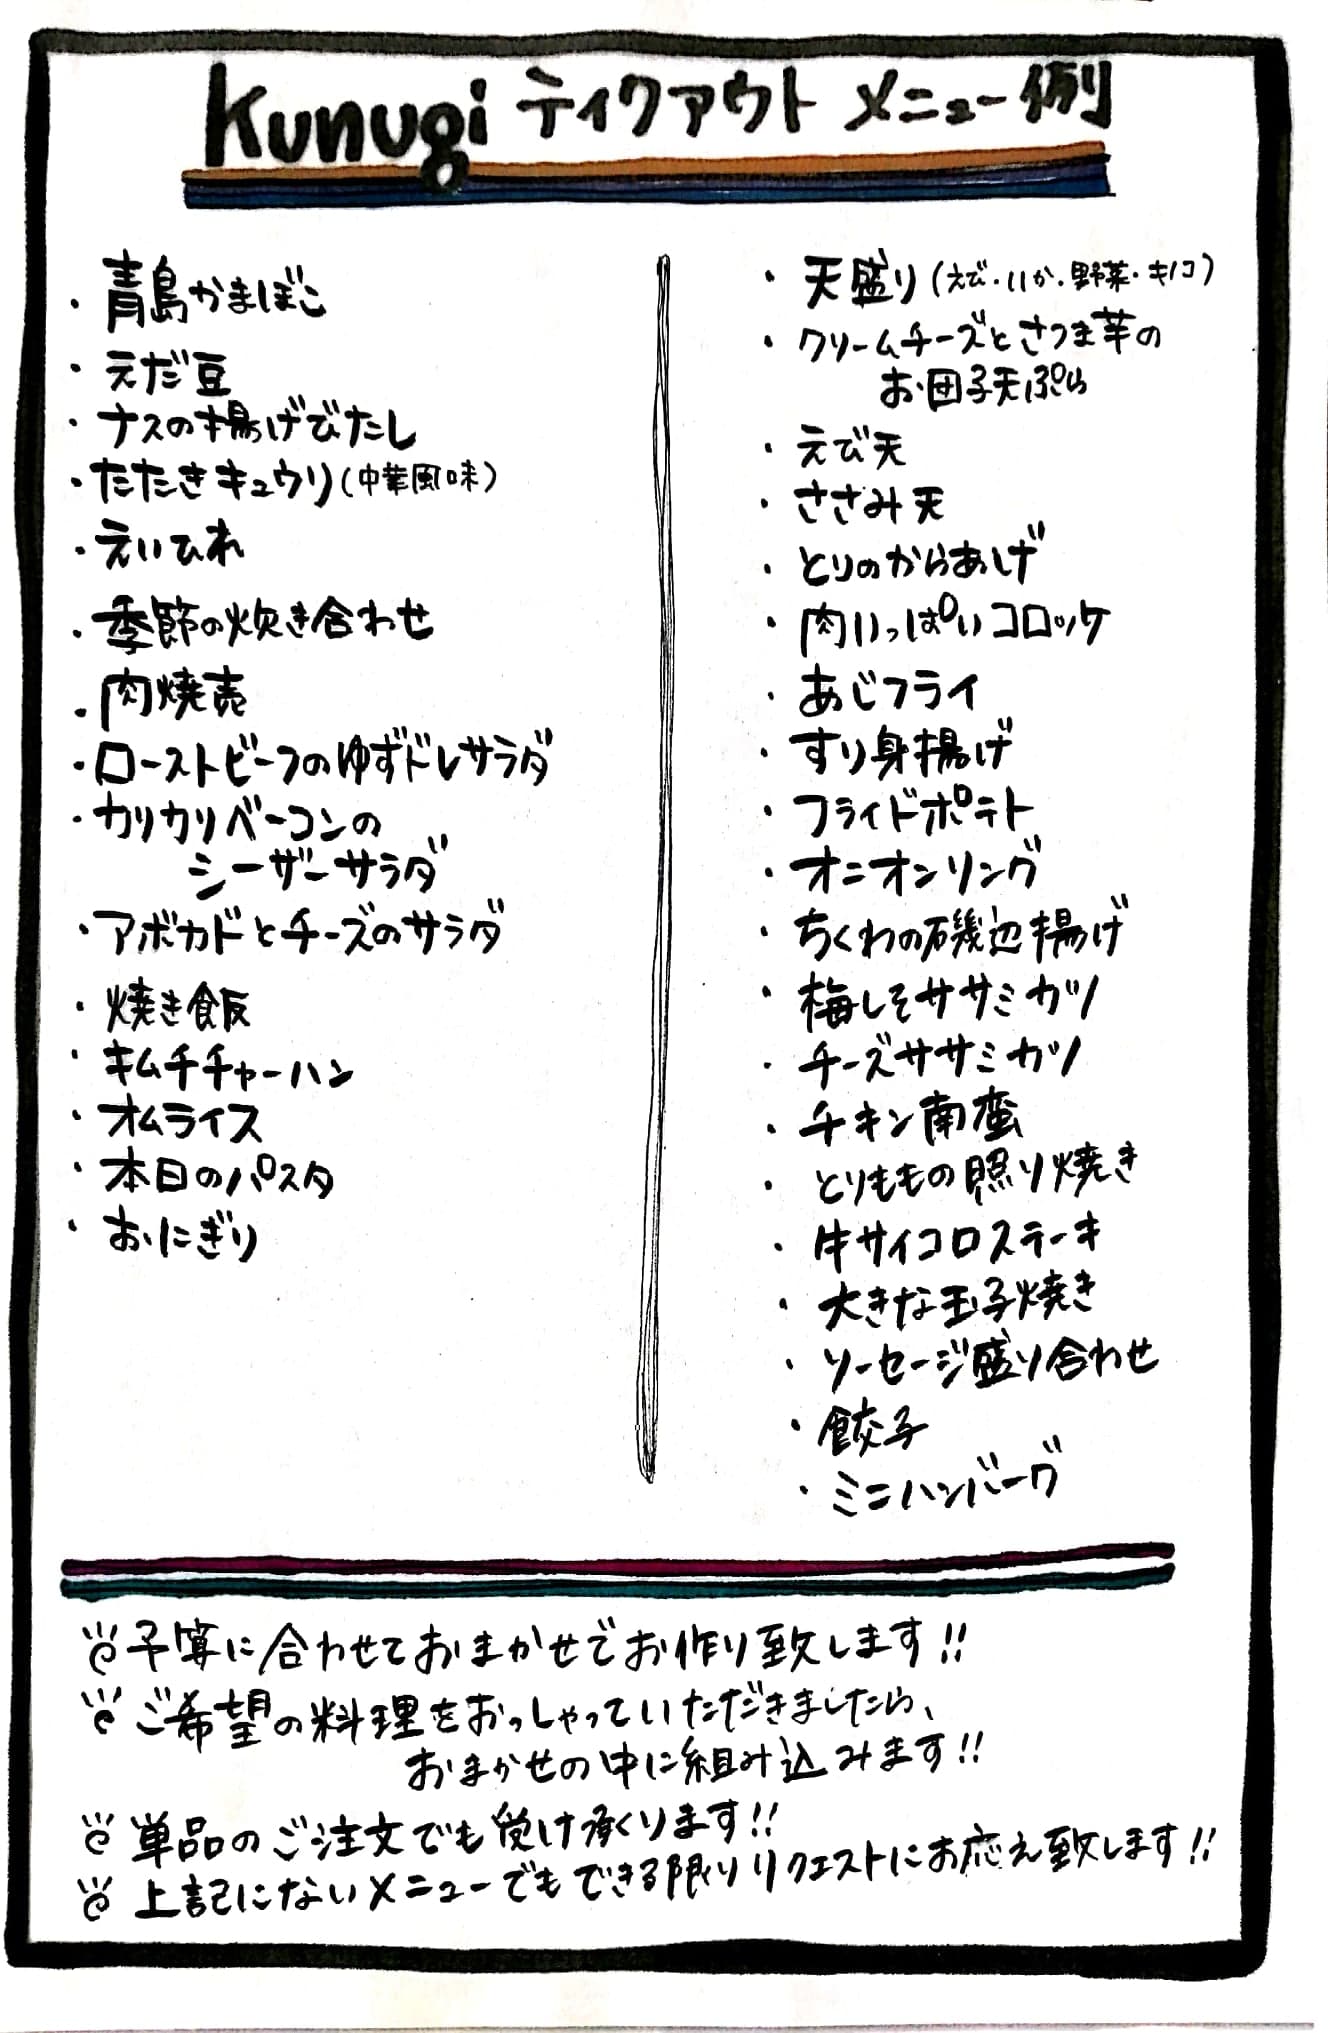 Kunugi ティクアウト メニュー例
・青島かまぼこ
・えだ豆
・ナスの揚げびたし
・たたきキュウリ(中華風味)
・えいひれ
・季節の炊き合わせ
・肉焼売
・ローストビーフのゆずドレサラダ
・カリカリベーコンの
シーザーサラダ
・アボカドとチーズのサラダ
・焼き飯
・キムチチャーハン
・オムライス
・本日のパスタ
・おにぎり
・天盛り(えび・いか・野菜・キノコ)
・クリームチーズとさつま芋の
お団子天ぷら
・えび天
・ささみ天
・とりのからあげ
・肉いっぱいコロッケ
・あじフライ
・すり身揚げ
・フライドポテト
・オニオンリング
・ちくわの磯辺揚げ
・梅しそササミカツ
・チーズササミカツ
・チキン南蛮
・とりももの照り焼き
・牛サイコロステーキ
・大きな玉子焼き
・ソーセージ盛り合わせ
・餃子
・ミニハンバーグ
予算に合わせておまかせでお作り致します!!
ご希望の料理をおっしゃっていただきましたら、
おまかせの中に組み込みます!!
単品のご注文でも受け承くります!!
上記にないメニューでもできる限りリクエストにお応え致します!!